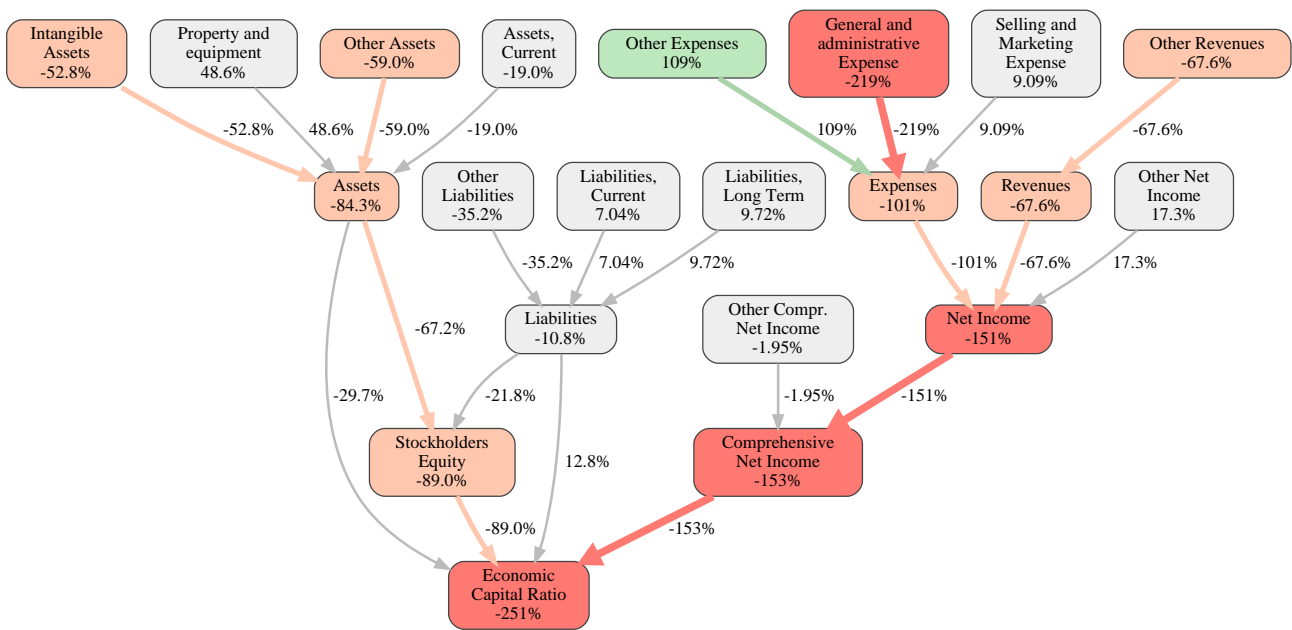 Intangible
Assets
-52.8%
Property and
equipment
48.6%
Other Assets
-59.0%
Assets,
Current
-19.0%
Other Expenses
109%
General and
administrative
Expense
-219%
Selling and
Marketing
Expense
9.09%
Other Revenues
-67.6%
-52.8%
48.6%
-59.0%
-19.0%
109%
-219%
9.09%
-67.6%
Assets
-84.3%
Other
Liabilities
-35.2%
Liabilities,
Current
7.04%
Liabilities,
Long Term
9.72%
Expenses
-101%
Revenues
-67.6%
Other Net
Income
17.3%
-35.2%
7.04%
9.72%
-101%
-67.6%
17.3%
Liabilities
-10.8%
Other Compr.
Net Income
-1.95%
Net Income
-151%
-67.2%
-29.7%
-21.8%
-1.95%
-151%
Stockholders
Equity
-89.0%
12.8%
Comprehensive
Net Income
-153%
-89.0%
-153%
Economic
Capital Ratio
-251%